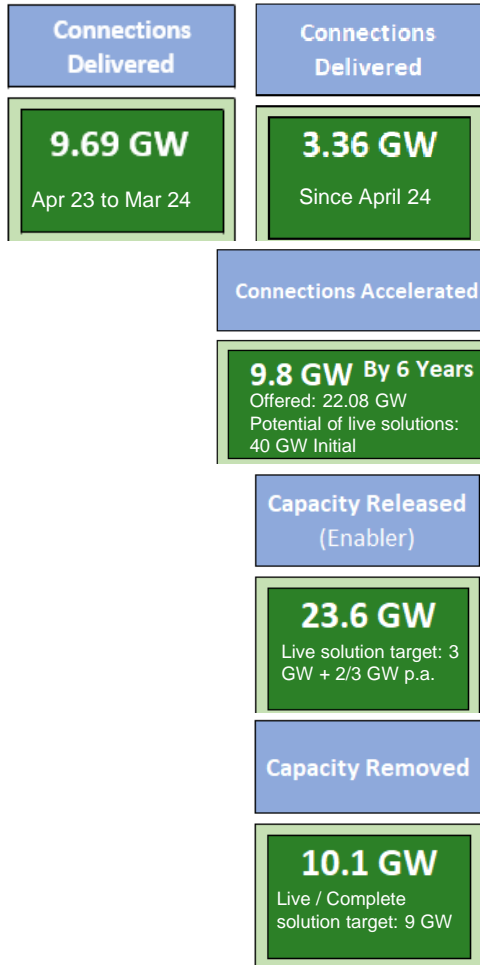 Connections
Delivered
9.69 GW
Apr 23 to Mar 24
Connections
Delivered
3.36 GW
Since April 24
Connections Accelerated
9.8 GW By 6 Years
Offered: 22.08 GW
Potential of live solutions:
40 GW Initial
Capacity Released
(Enabler)
23.6 GW
Live solution target: 3
GW + 2/3 GW p.a.
Capacity Removed
10.1 GW
Live / Complete
solution target: 9 GW